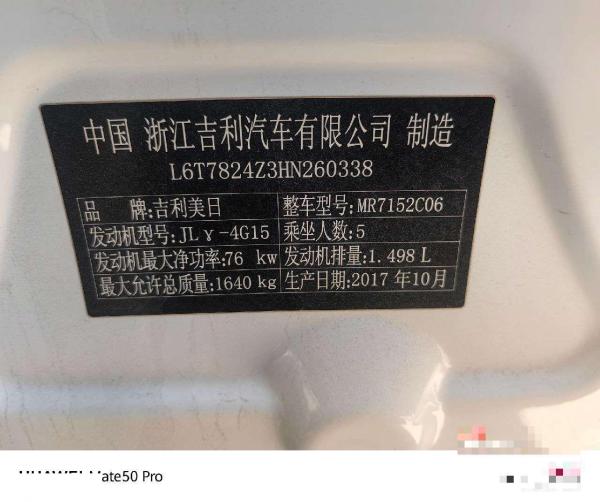 中国 浙江吉利汽车有限公司 制造
L6T7824Z3HN260338
品 牌:吉利美日 整车型号:MR7152C06
发动机型号:JLγ-4G15 乘坐人数:5
发动机最大净功率:76 kw 发动机排量:1.498 L
最大允许总质量:1640 kg 生产日期:2017 年10月
ate50 Pro